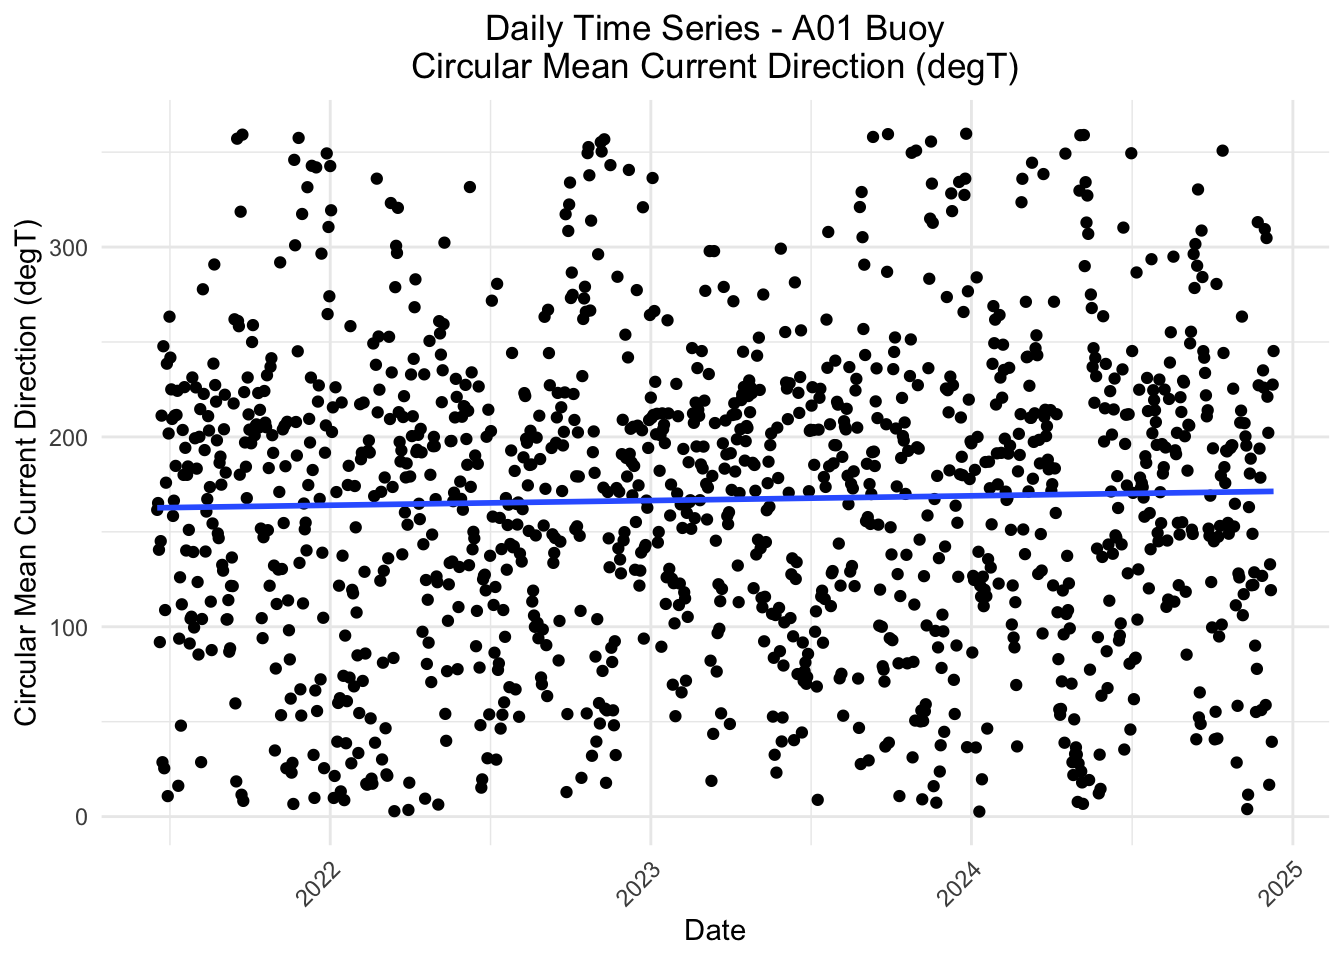 Daily Time Series - A01 Buoy
Circular Mean Current Direction (degT)
Circular Mean Current Direction (degT)
300
200
100
0
2022
2023
2024
2025
Date